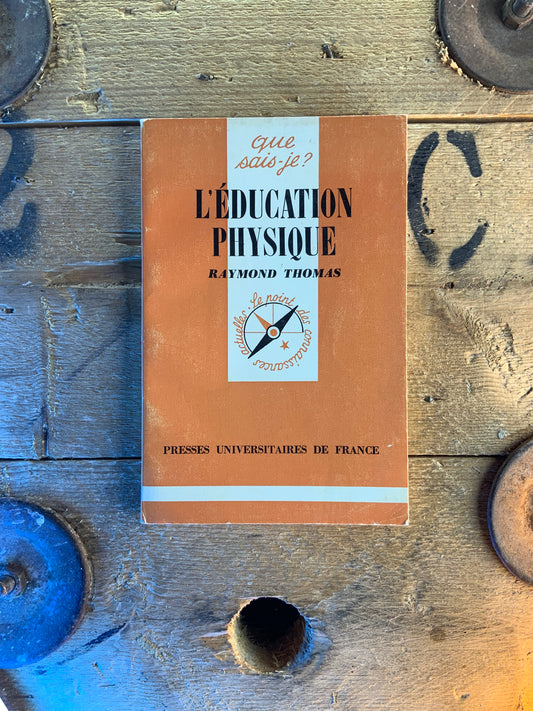 que
sais-je?
L'ÉDUCATION
PHYSIQUE
RAYMOND THOMAS
Le point des connaissances actuelles
PRESSES UNIVERSITAIRES DE FRANCE
C